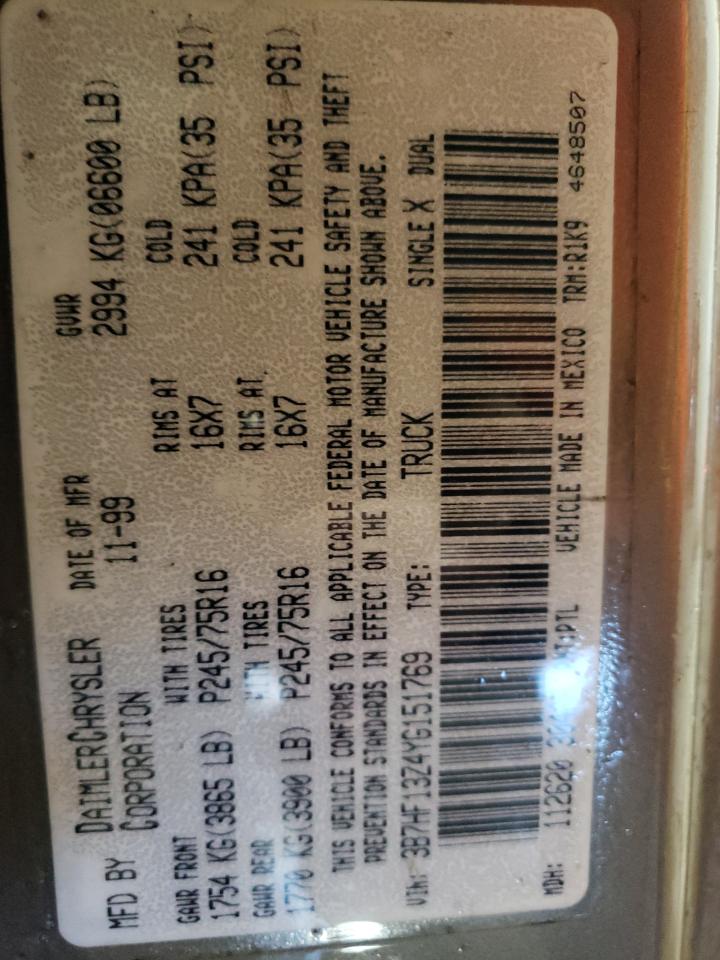 MFD BY DAIMLERCHRYSLER CORPORATION DATE OF MFR 11-99 GVWR 2994 KG(06600 LB)
GAWR FRONT WITH TIRES RIMS AT COLD
1754 KG(3865 LB) P245/75R16 16X7 241 KPA(35 PSI)
GAWR REAR WITH TIRES RIMS AT COLD
1770 KG(3900 LB) P245/75R16 16X7 241 KPA(35 PSI)
THIS VEHICLE CONFORMS TO ALL APPLICABLE FEDERAL MOTOR VEHICLE SAFETY AND THEFT
PREVENTION STANDARDS IN EFFECT ON THE DATE OF MANUFACTURE SHOWN ABOVE.
VIN: 3B7HF13Z4YG151769 TYPE: TRUCK SINGLE X DUAL
MDH: 112620 :PTL VEHICLE MADE IN MEXICO TRM:R1K9 4648507